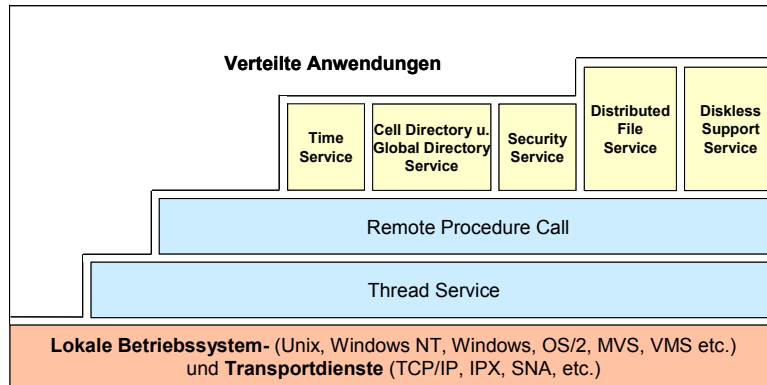 Verteilte Anwendungen
Time
Service
Cell Directory u.
Global Directory
Service
Security
Service
Distributed
File
Service
Diskless
Support
Service
Remote Procedure Call
Thread Service
Lokale Betriebssystem- (Unix, Windows NT, Windows, OS/2, MVS, VMS etc.)
und Transportdienste (TCP/IP, IPX, SNA, etc.)